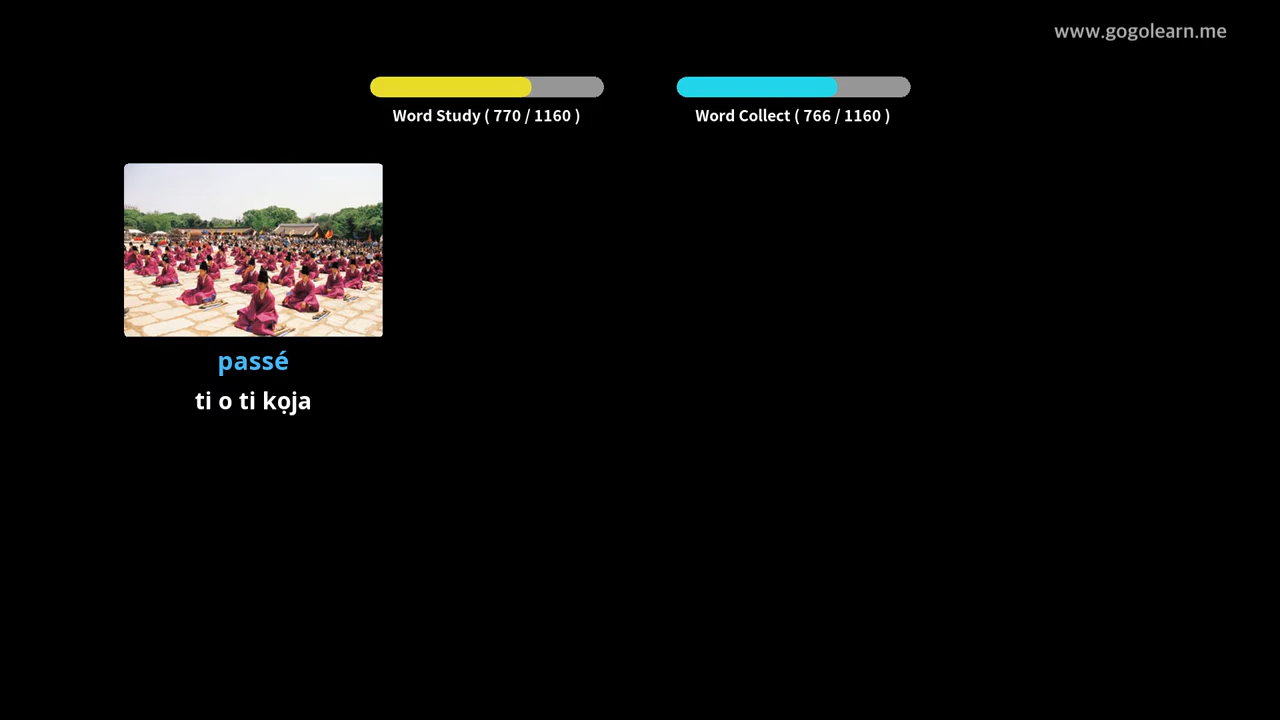 www.gogolearn.me
Word Study ( 770 / 1160 )
Word Collect ( 766 / 1160 )
passé
ti o ti kọja